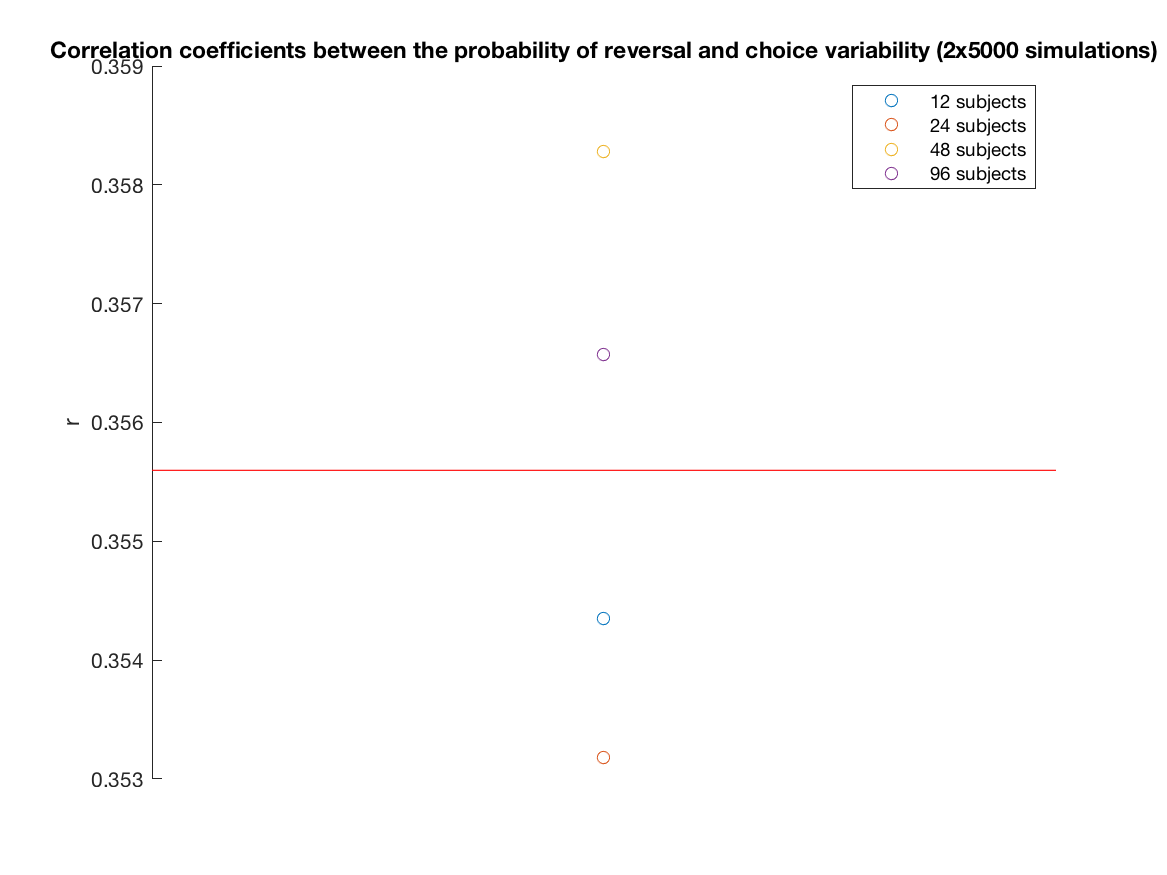 Correlation coefficients between the probability of reversal and choice variability (2x5000 simulations)
0.359
12 subjects
24 subjects
48 subjects
96 subjects
0.358
0.357
r
0.356
0.355
0.354
0.353